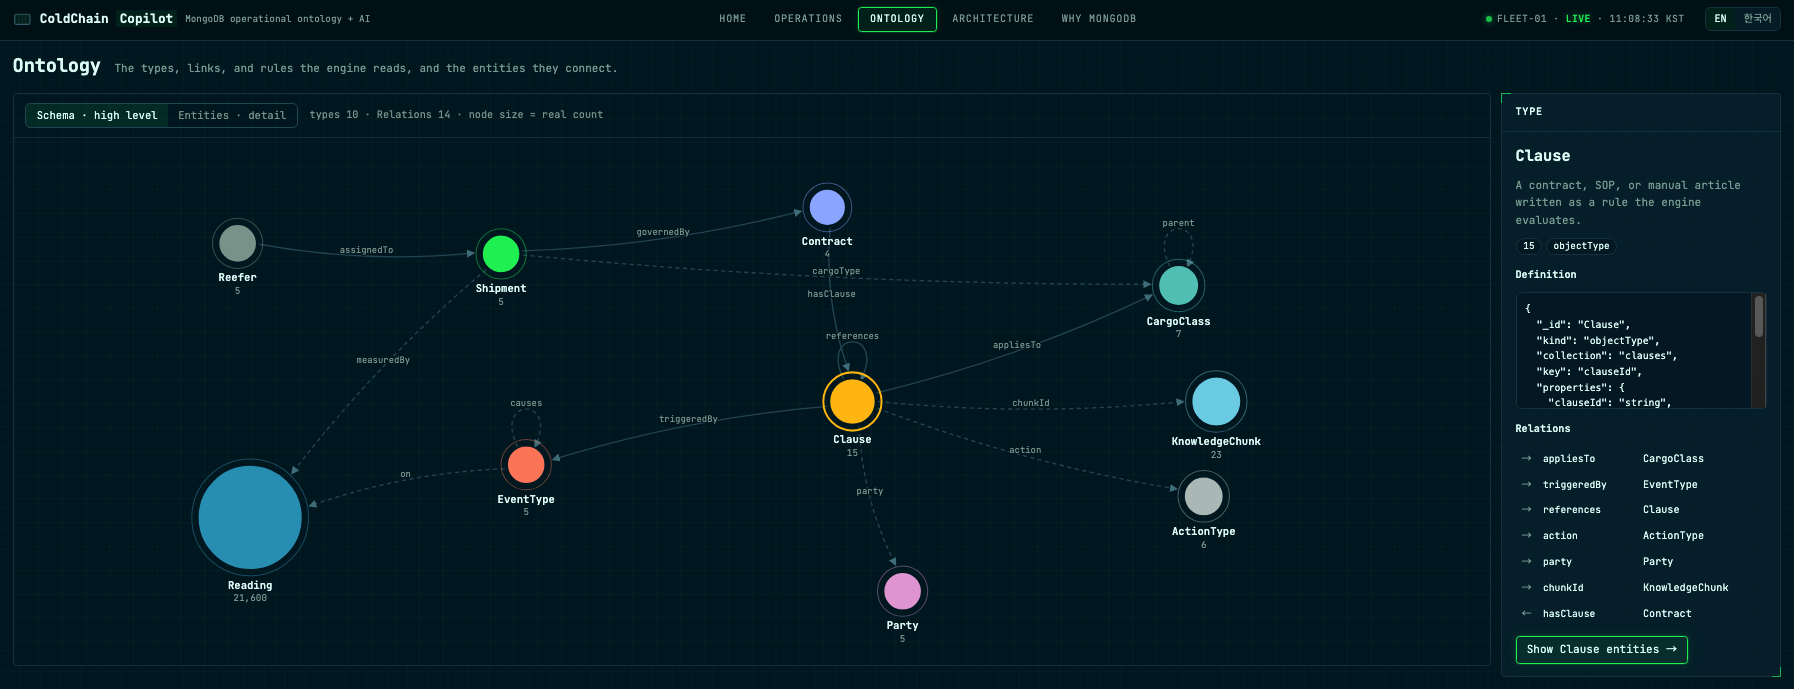 ColdChain Copilot MongoDB operational ontology + AI
HOME OPERATIONS ONTOLOGY ARCHITECTURE WHY MONGODB
FLEET-01 · LIVE · 11:08:33 KST
EN 한국어
Ontology The types, links, and rules the engine reads, and the entities they connect.
Schema · high level Entities · detail types 10 · Relations 14 · node size = real count
Contract
4
governedBy
parent
assignedTo
Reefer
5
Shipment
5
cargoType
hasClause
CargoClass
7
references
appliesTo
measuredBy
causes
chunkId
triggeredBy
Clause
15
KnowledgeChunk
23
action
on
party
EventType
5
ActionType
6
Reading
21,600
Party
5
TYPE
Clause
A contract, SOP, or manual article
written as a rule the engine
evaluates.
15 objectType
Definition
{
"_id": "Clause",
"kind": "objectType",
"collection": "clauses",
"key": "clauseId",
"properties": {
"clauseId": "string",
Relations
→ appliesTo CargoClass
→ triggeredBy EventType
→ references Clause
→ action ActionType
→ party Party
→ chunkId KnowledgeChunk
← hasClause Contract
Show Clause entities →